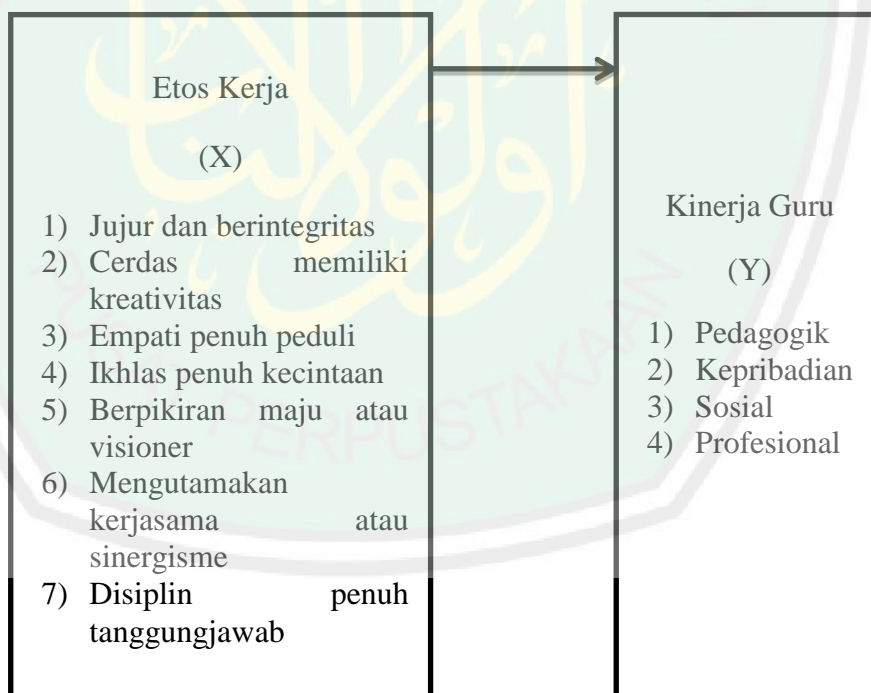 Etos Kerja
(X)
1) Jujur dan berintegritas
2) Cerdas memiliki
kreativitas
3) Empati penuh peduli
4) Ikhlas penuh kecintaan
5) Berpikiran maju atau
visioner
6) Mengutamakan
kerjasama atau
sinergisme
7) Disiplin penuh
tanggungjawab
Kinerja Guru
(Y)
1) Pedagogik
2) Kepribadian
3) Sosial
4) Profesional
PUSAT PERPUSTAKAAN